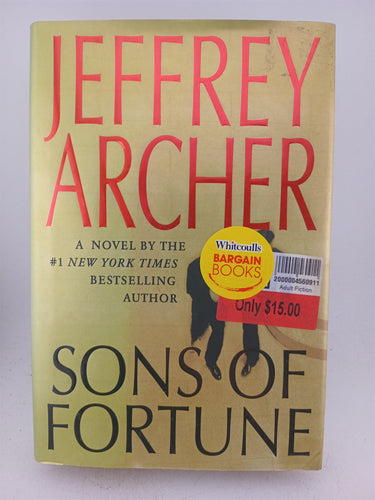 JEFFREY
ARCHER
A NOVEL BY THE
#1 NEW YORK TIMES
BESTSELLING
AUTHOR
Whitcoulls
BARGAIN
BOOKS
2000004560911
Adult Fiction
Only $15.00
SONS OF
FORTUNE